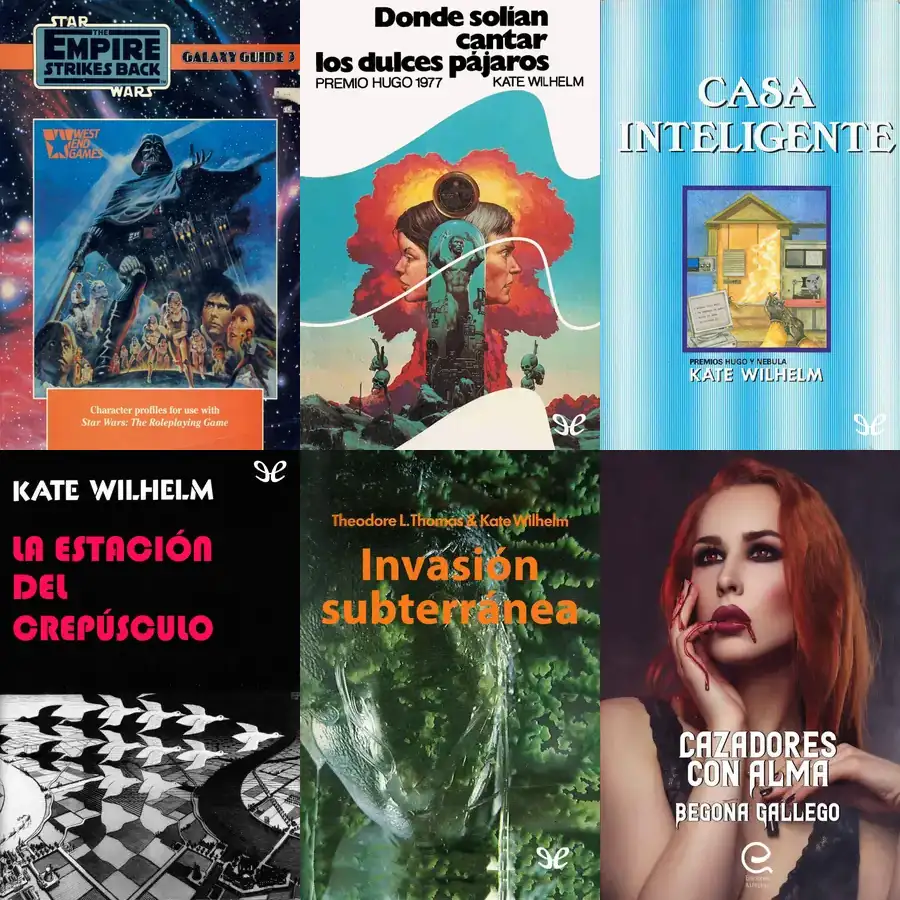 STAR
THE
EMPIRE
STRIKES BACK
WARS
GALAXY GUIDE 3
WEST
END
GAMES
Character profiles for use with
Star Wars: The Roleplaying Game
Donde solían
cantar
los dulces pájaros
PREMIO HUGO 1977 KATE WILHELM
CASA
INTELIGENTE
PREMIOS HUGO Y NEBULA
KATE WILHELM
KATE WILHELM
LA ESTACIÓN
DEL
CREPÚSCULO
Theodore L. Thomas & Kate Wilhelm
Invasión
subterránea
CAZADORES
CON ALMA
BEGONA GALLEGO